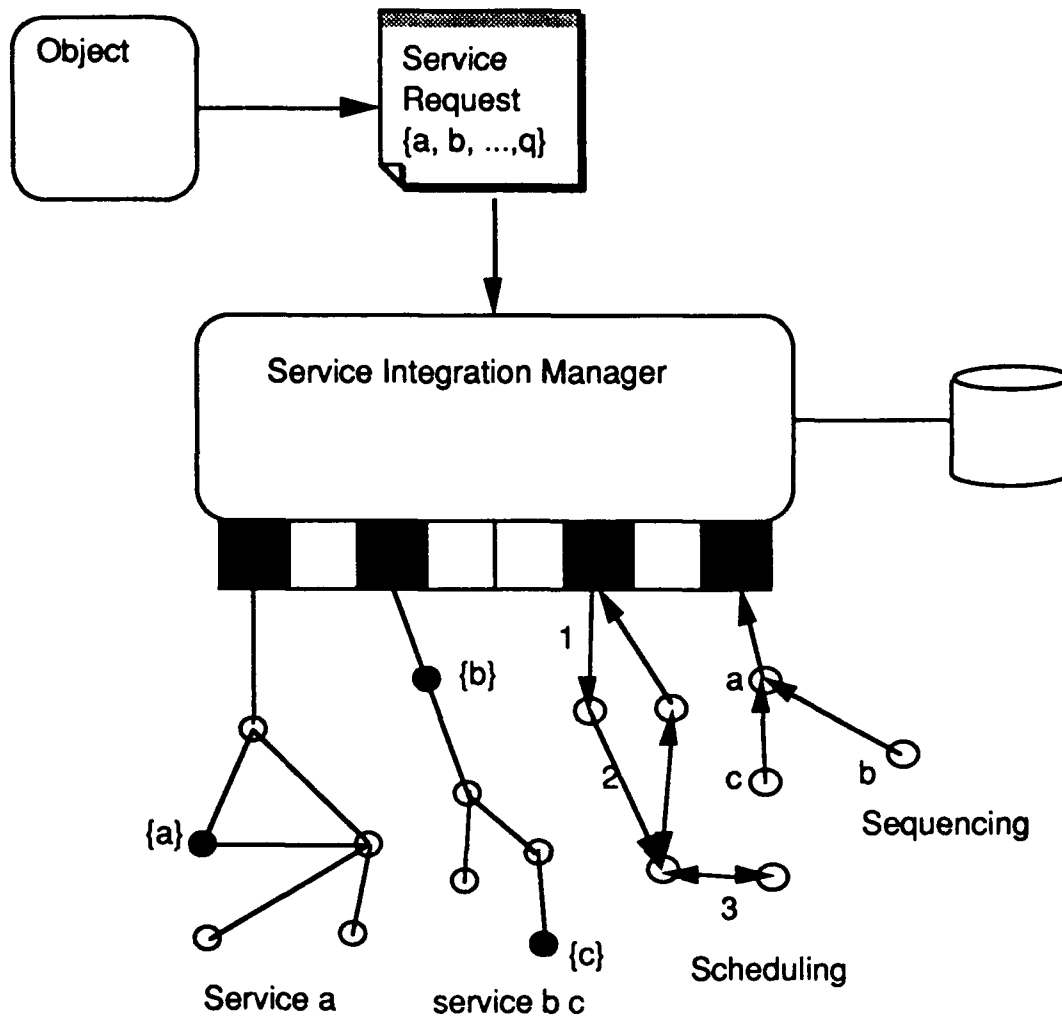 Object
Service
Request
{a, b, ...,q}
Service Integration Manager
1
{b}
a
2
c
b
{a}
Sequencing
3
{c}
Scheduling
Service a
service b c